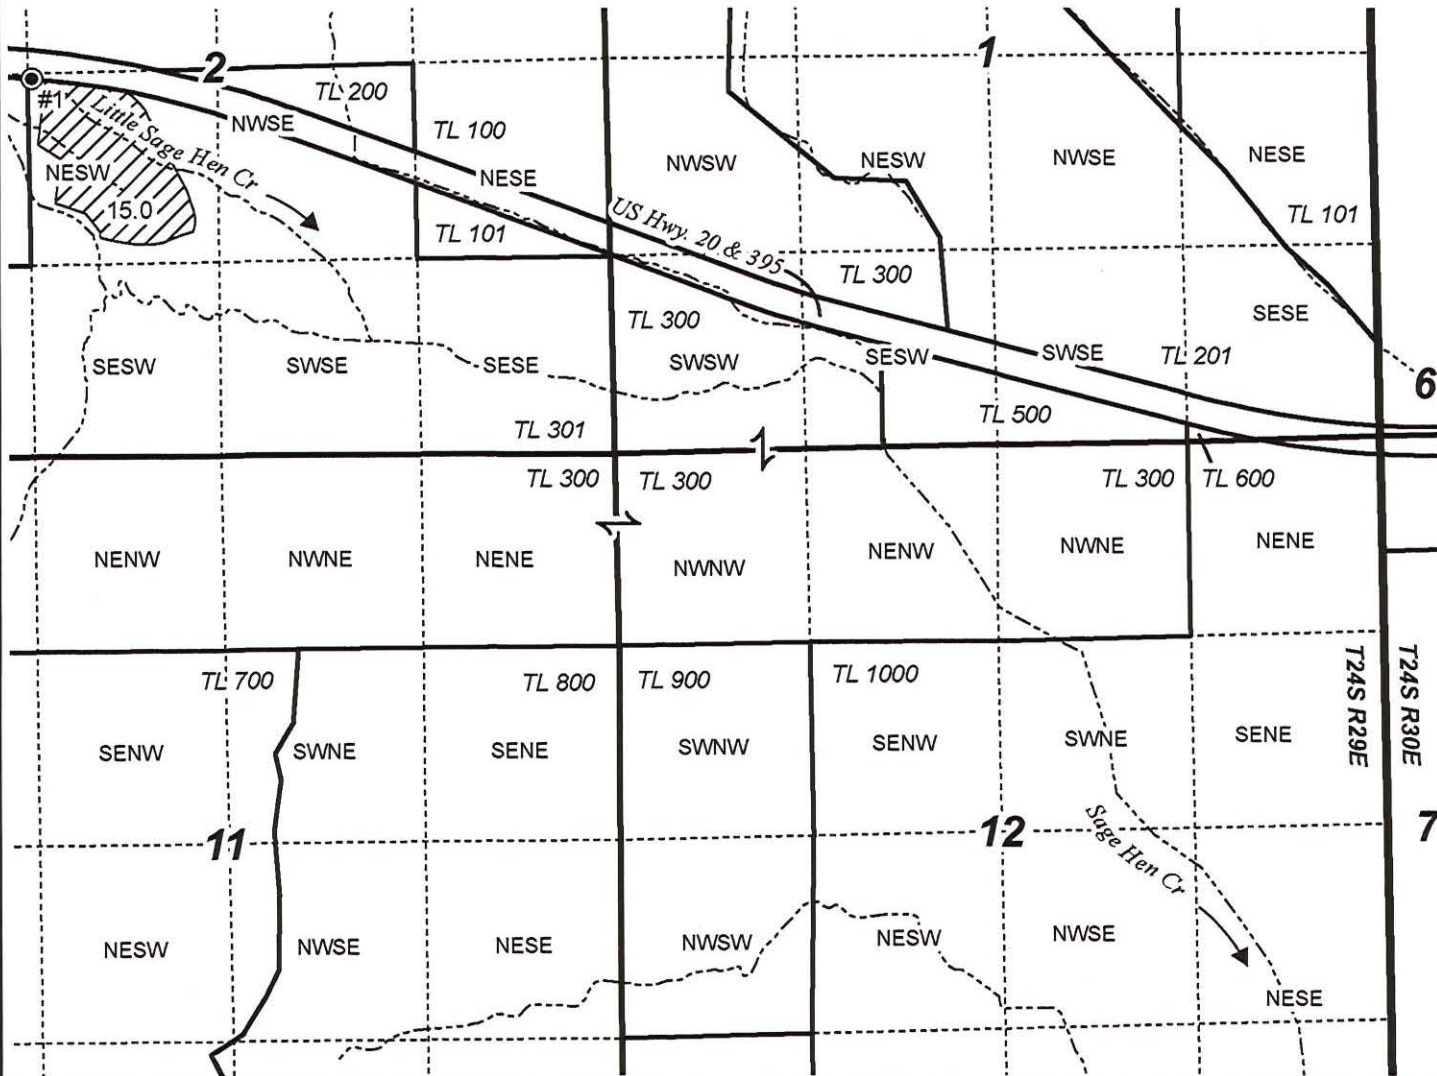 2
1
#1
TL 200
Little Sage Hen Cr
NWSE
TL 100
NESW
NESE
NWSW
NESW
NWSE
NESE
15.0
TL 101
US Hwy. 20 & 395
TL 101
TL 300
TL 300
SESE
SESW
SWSE
SESE
SWSW
SESW
SWSE
TL 201
6
TL 301
TL 500
TL 300
TL 300
TL 300
TL 600
NENW
NWNE
NENE
NWNW
NENW
NWNE
NENE
TL 700
TL 800
TL 900
TL 1000
T24S R29E
T24S R30E
SENW
SWNE
SENE
SWNW
SENW
SWNE
SENE
11
12
7
Sage Hen Cr
NESW
NWSE
NESE
NWSW
NESW
NWSE
NESE